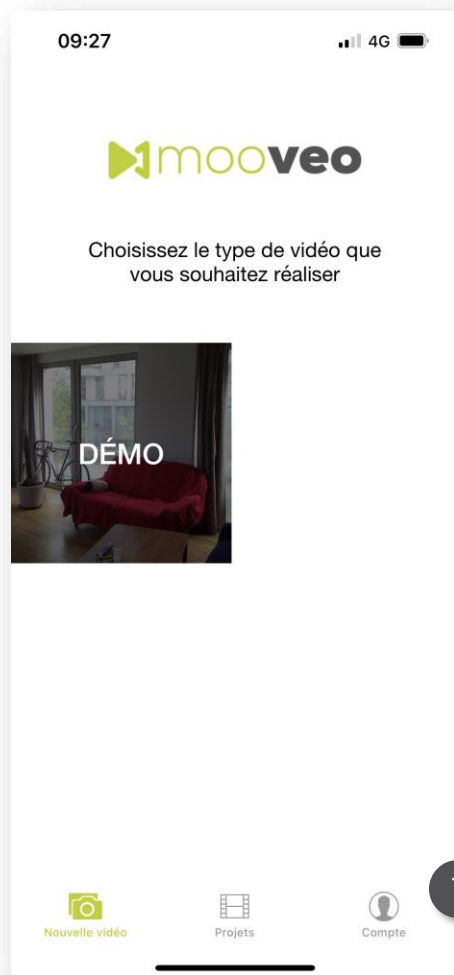 09:27
4G
mooveo
Choisissez le type de vidéo que
vous souhaitez réaliser
DÉMO
Nouvelle vidéo
Projets
Compte